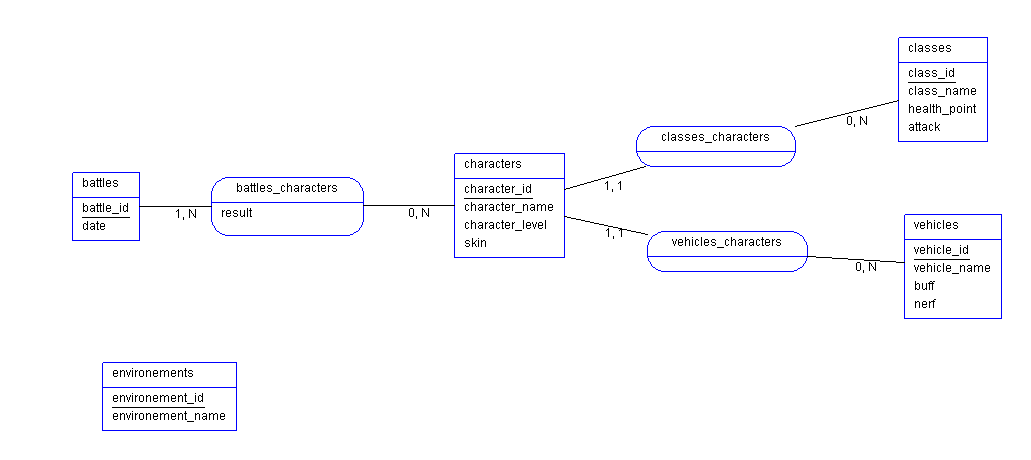 classes
class_id
class_name
health_point
attack
0, N
classes_characters
1, 1
characters
character_id
character_name
character_level
skin
battles
battle_id
date
1, N
battles_characters
result
0, N
1, 1
vehicles_characters
0, N
vehicles
vehicle_id
vehicle_name
buff
nerf
environements
environement_id
environement_name